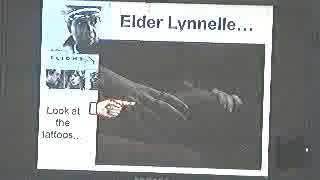 Elder Lynnelle...
FLIGHT
Look at
the
tattoos...